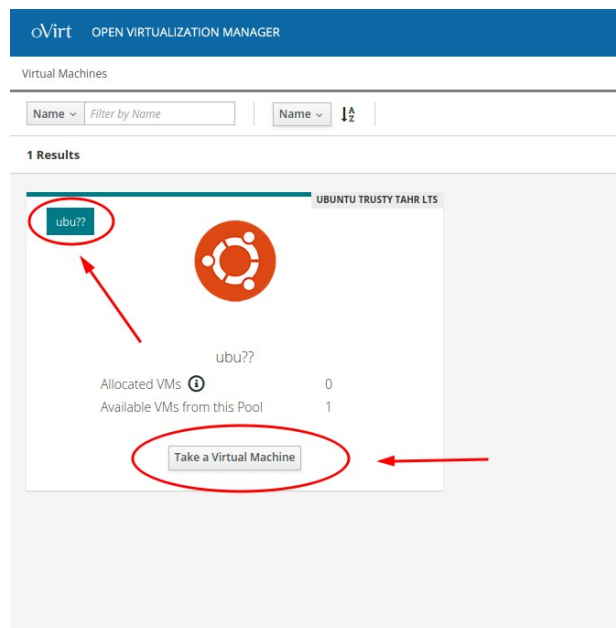 oVirt OPEN VIRTUALIZATION MANAGER
Virtual Machines
Name Filter by Name Name A Z
1 Results
UBUNTU TRUSTY TAHR LTS
ubu??
ubu??
Allocated VMs i 0
Available VMs from this Pool 1
Take a Virtual Machine